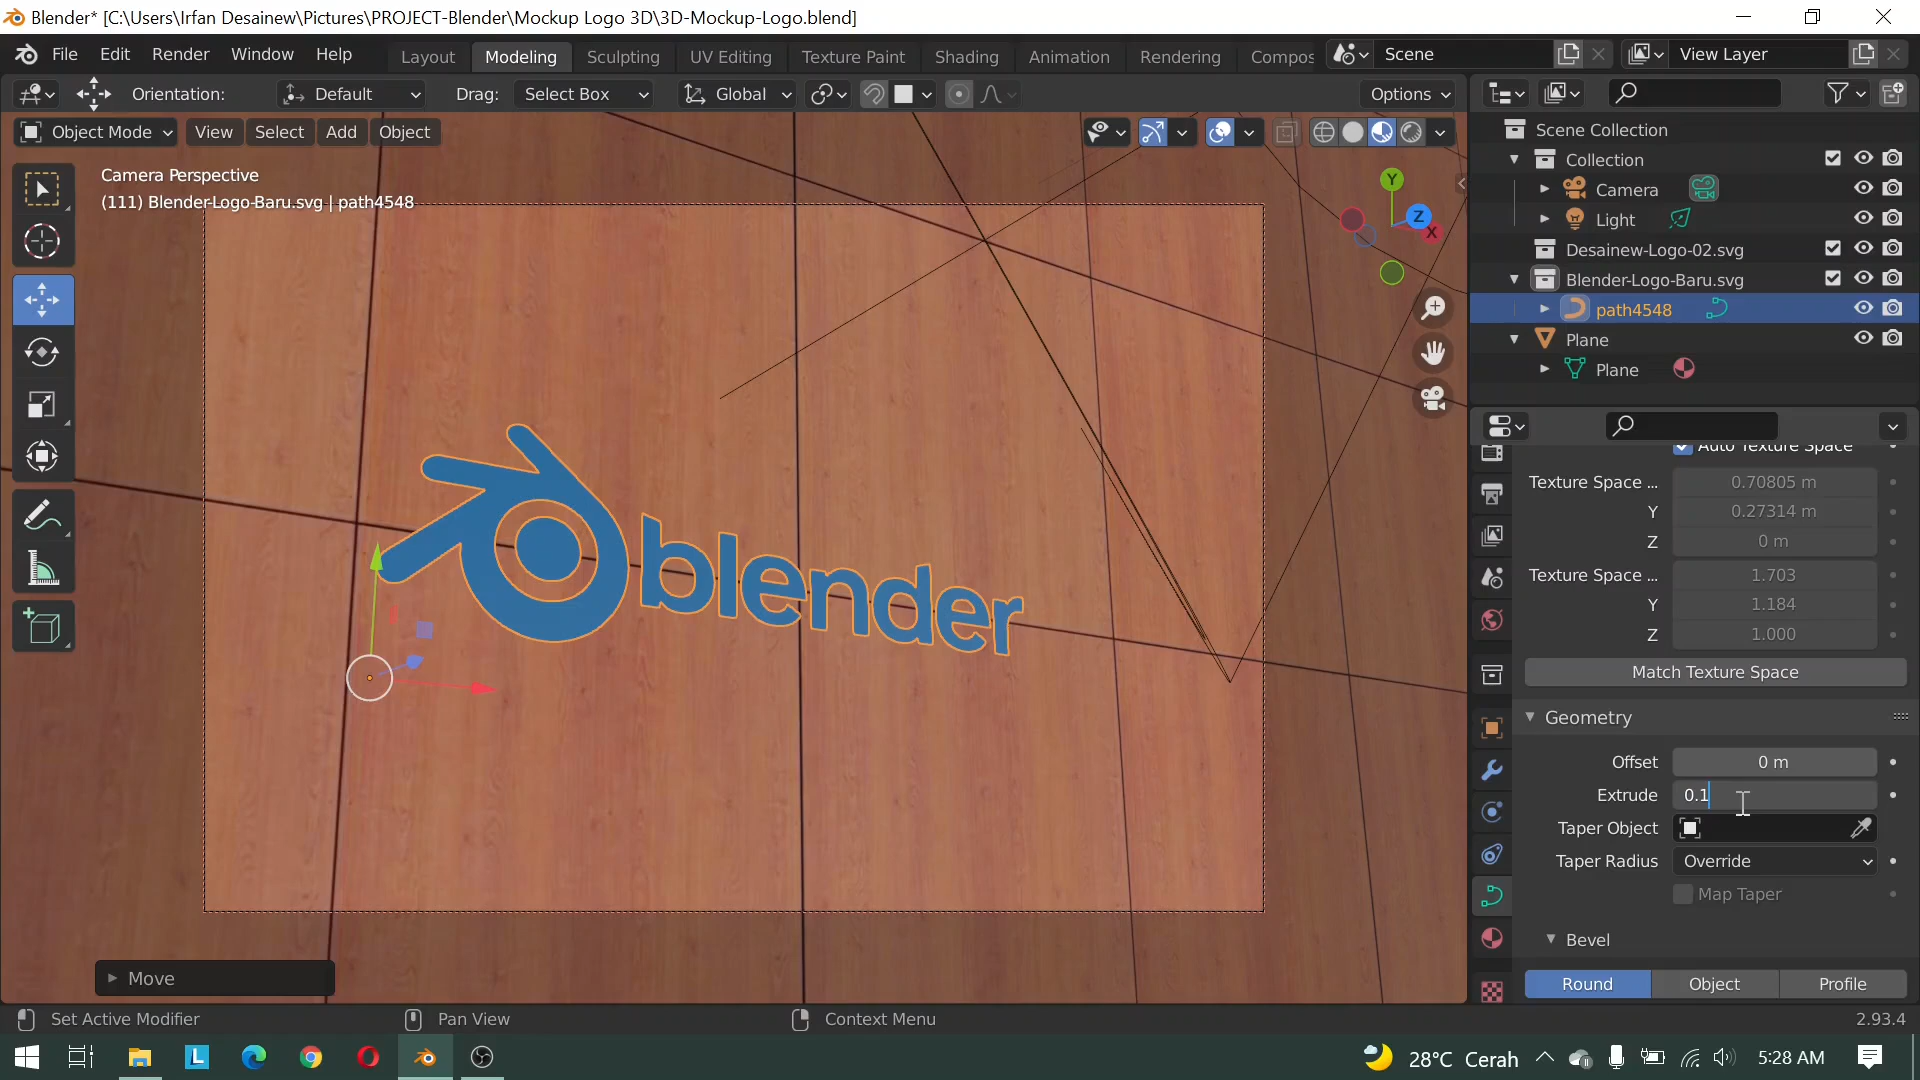 Blender* [C:\Users\Irfan Desainew\Pictures\PROJECT-Blender\Mockup Logo 3D\3D-Mockup-Logo.blend]
File Edit Render Window Help Layout Modeling Sculpting UV Editing Texture Paint Shading Animation Rendering Compos Scene View Layer
Orientation: Default Drag: Select Box Global Options
Object Mode View Select Add Object
Camera Perspective
(111) Blender-Logo-Baru.svg | path4548
Y
Z
X
blender
Move
Scene Collection
Collection
Camera
Light
Desainew-Logo-02.svg
Blender-Logo-Baru.svg
path4548
Plane
Plane
Auto Texture Space
Texture Space ... 0.70805 m
Y 0.27314 m
Z 0 m
Texture Space ... 1.703
Y 1.184
Z 1.000
Match Texture Space
Geometry
Offset 0 m
Extrude 0.1
Taper Object
Taper Radius Override
Map Taper
Bevel
Round Object Profile
Set Active Modifier Pan View Context Menu 2.93.4
L 28°C Cerah 5:28 AM